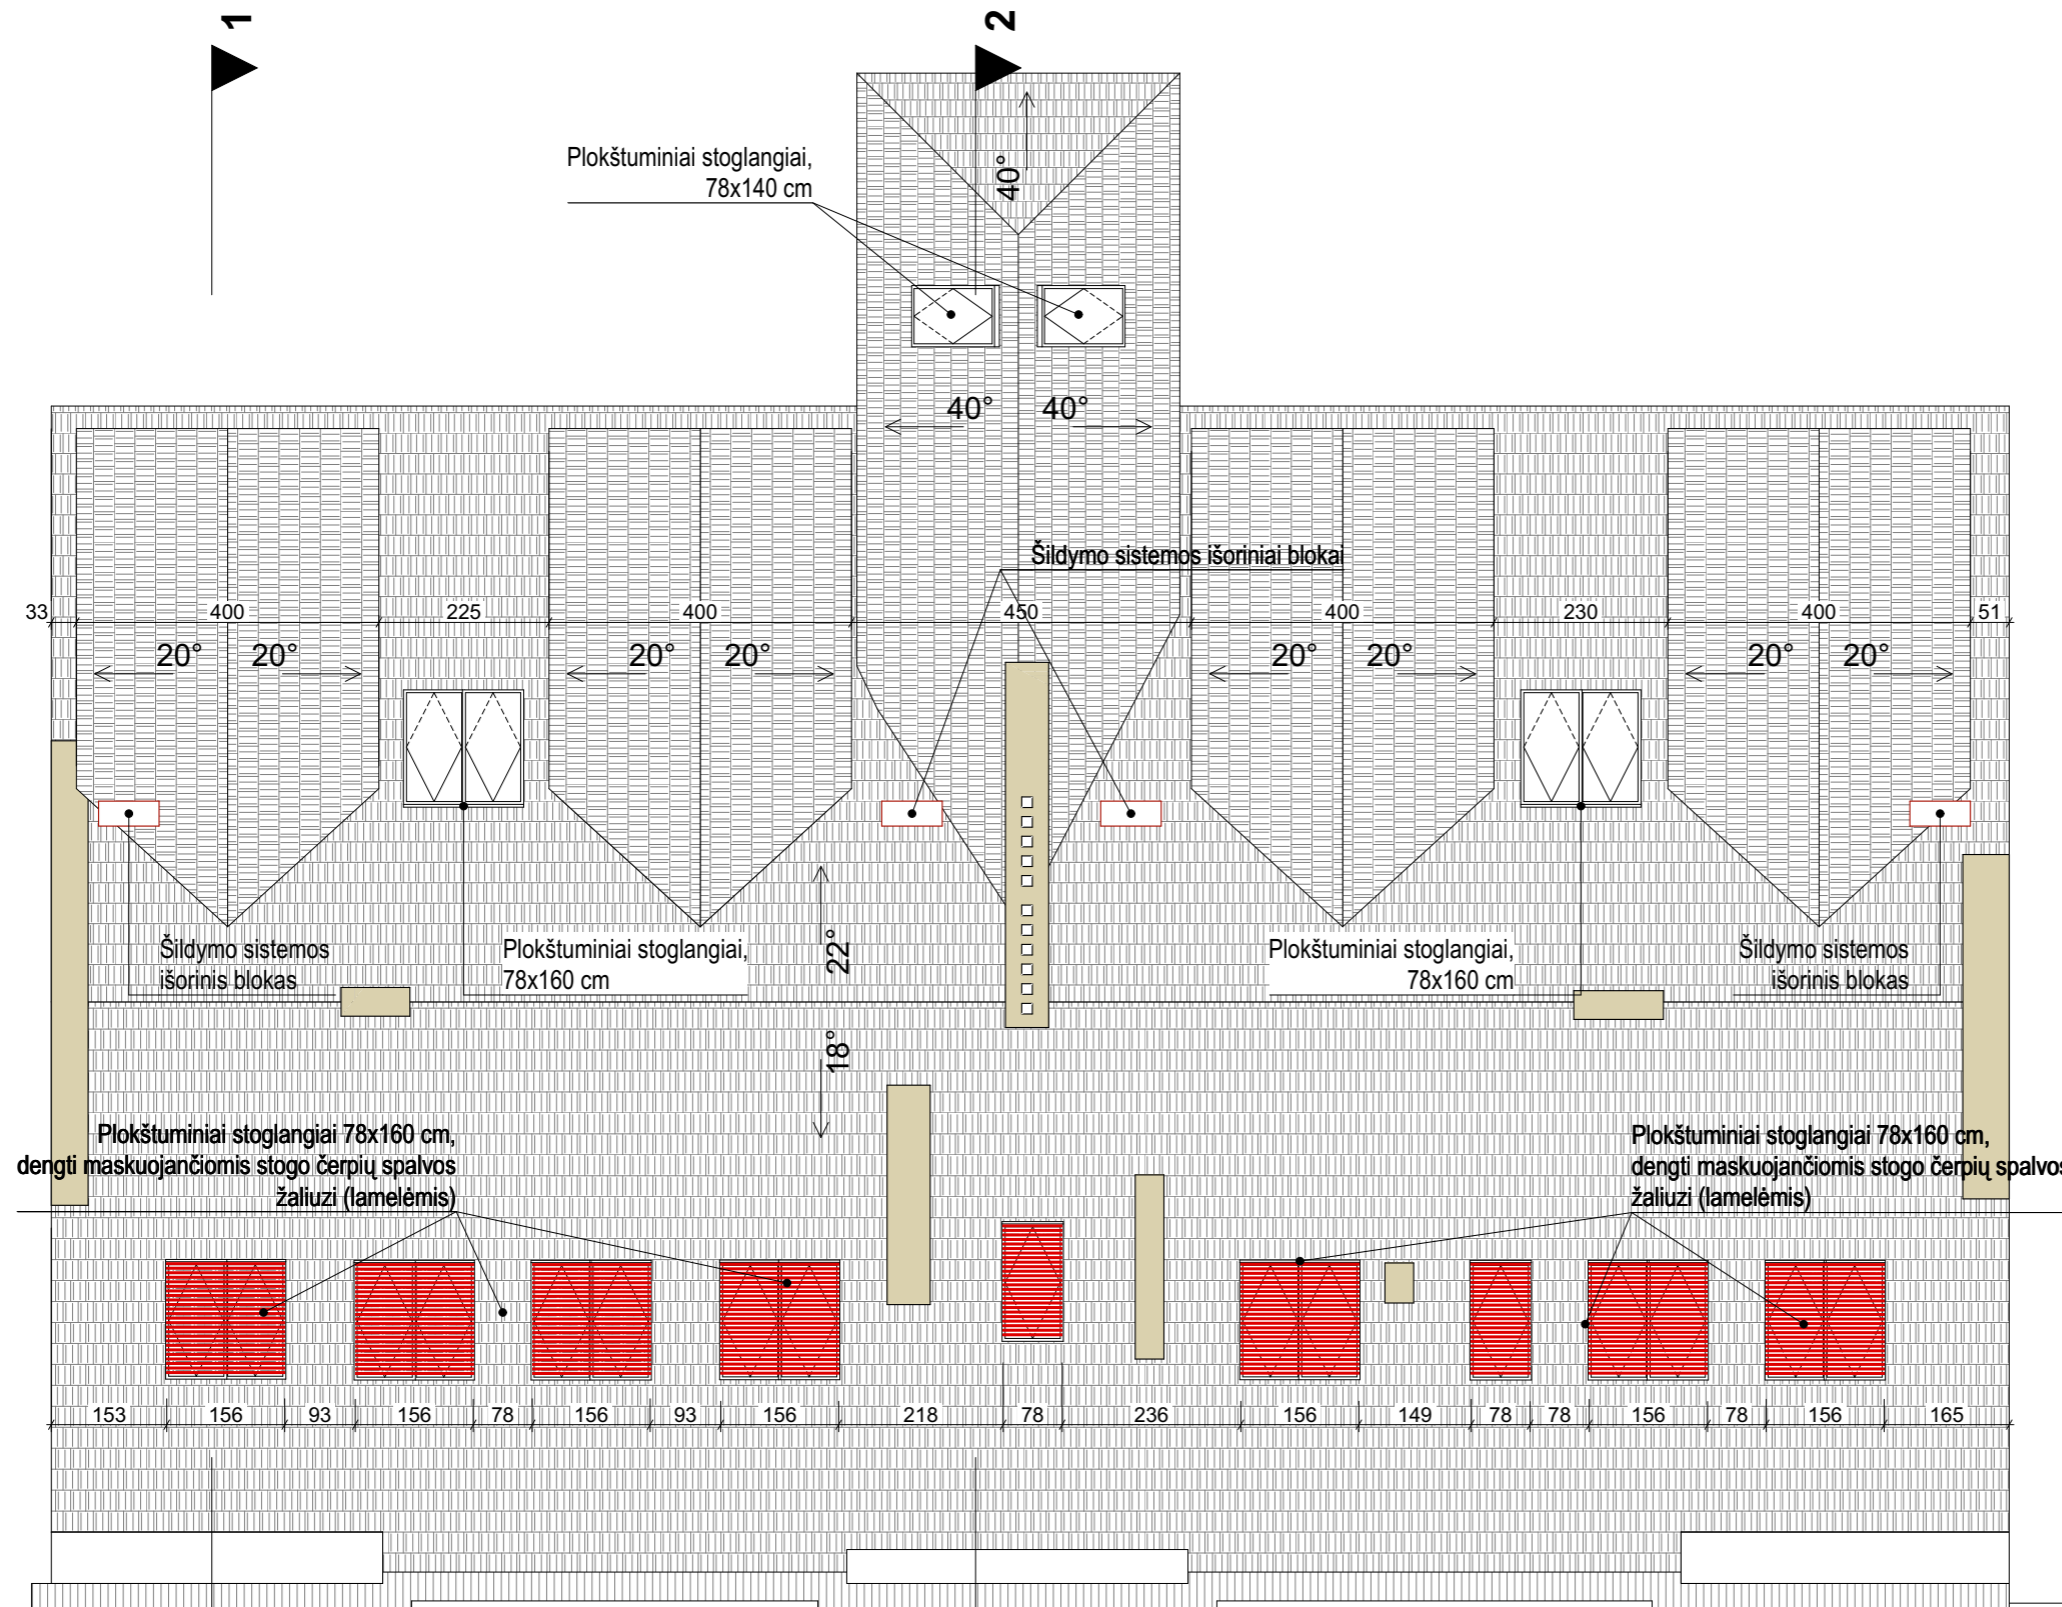 1
2
Plokštuminiai stoglangiai,
78x140 cm
40°
40° 40°
Šildymo sistemos išoriniai blokai
33 400 225 400 450 400 230 400 51
20° 20° 20° 20° 20° 20° 20° 20°
Šildymo sistemos
išorinis blokas
Plokštuminiai stoglangiai,
78x160 cm
22°
Plokštuminiai stoglangiai,
78x160 cm
Šildymo sistemos
išorinis blokas
18°
Plokštuminiai stoglangiai 78x160 cm,
dengti maskuojančiomis stogo čerpių spalvos
žaliuzi (lamelėmis)
Plokštuminiai stoglangiai 78x160 cm,
dengti maskuojančiomis stogo čerpių spalvos
žaliuzi (lamelėmis)
153 156 93 156 78 156 93 156 218 78 236 156 149 78 78 156 78 156 165